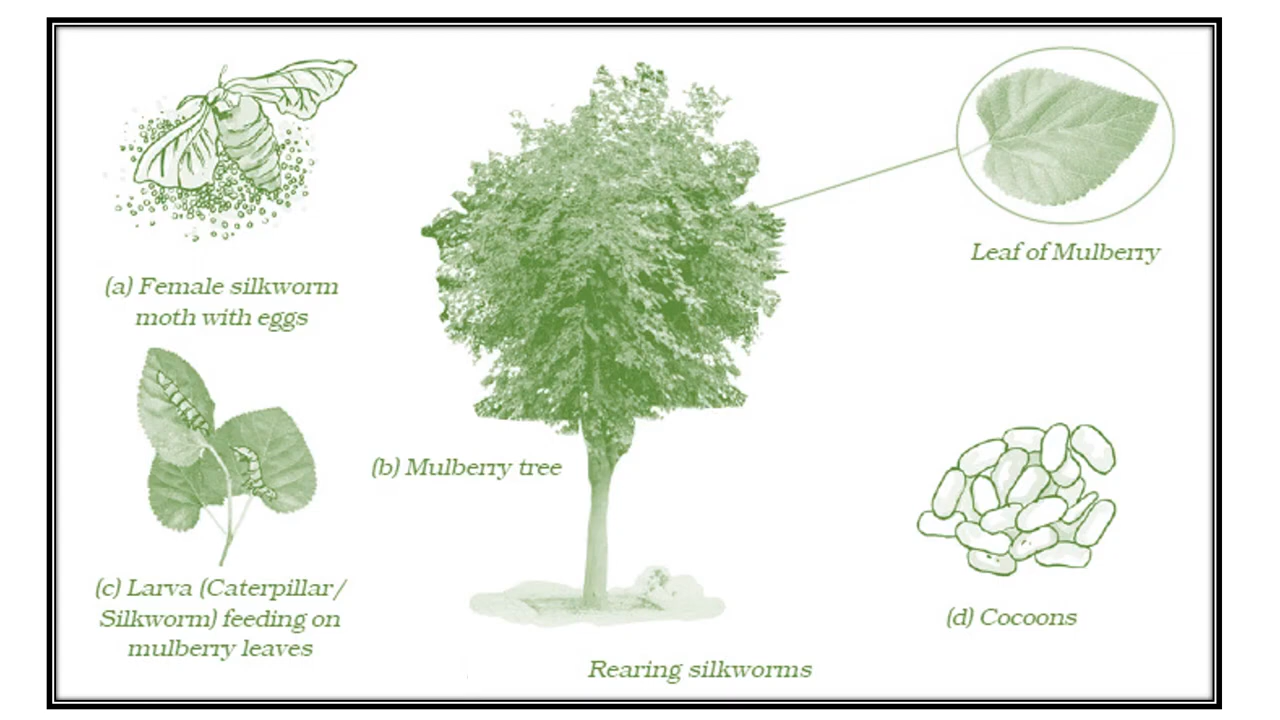 Leaf of Mulberry
(a) Female silkworm
moth with eggs
(b) Mulberry tree
(c) Larva (Caterpillar/
Silkworm) feeding on
mulberry leaves
(d) Cocoons
Rearing silkworms